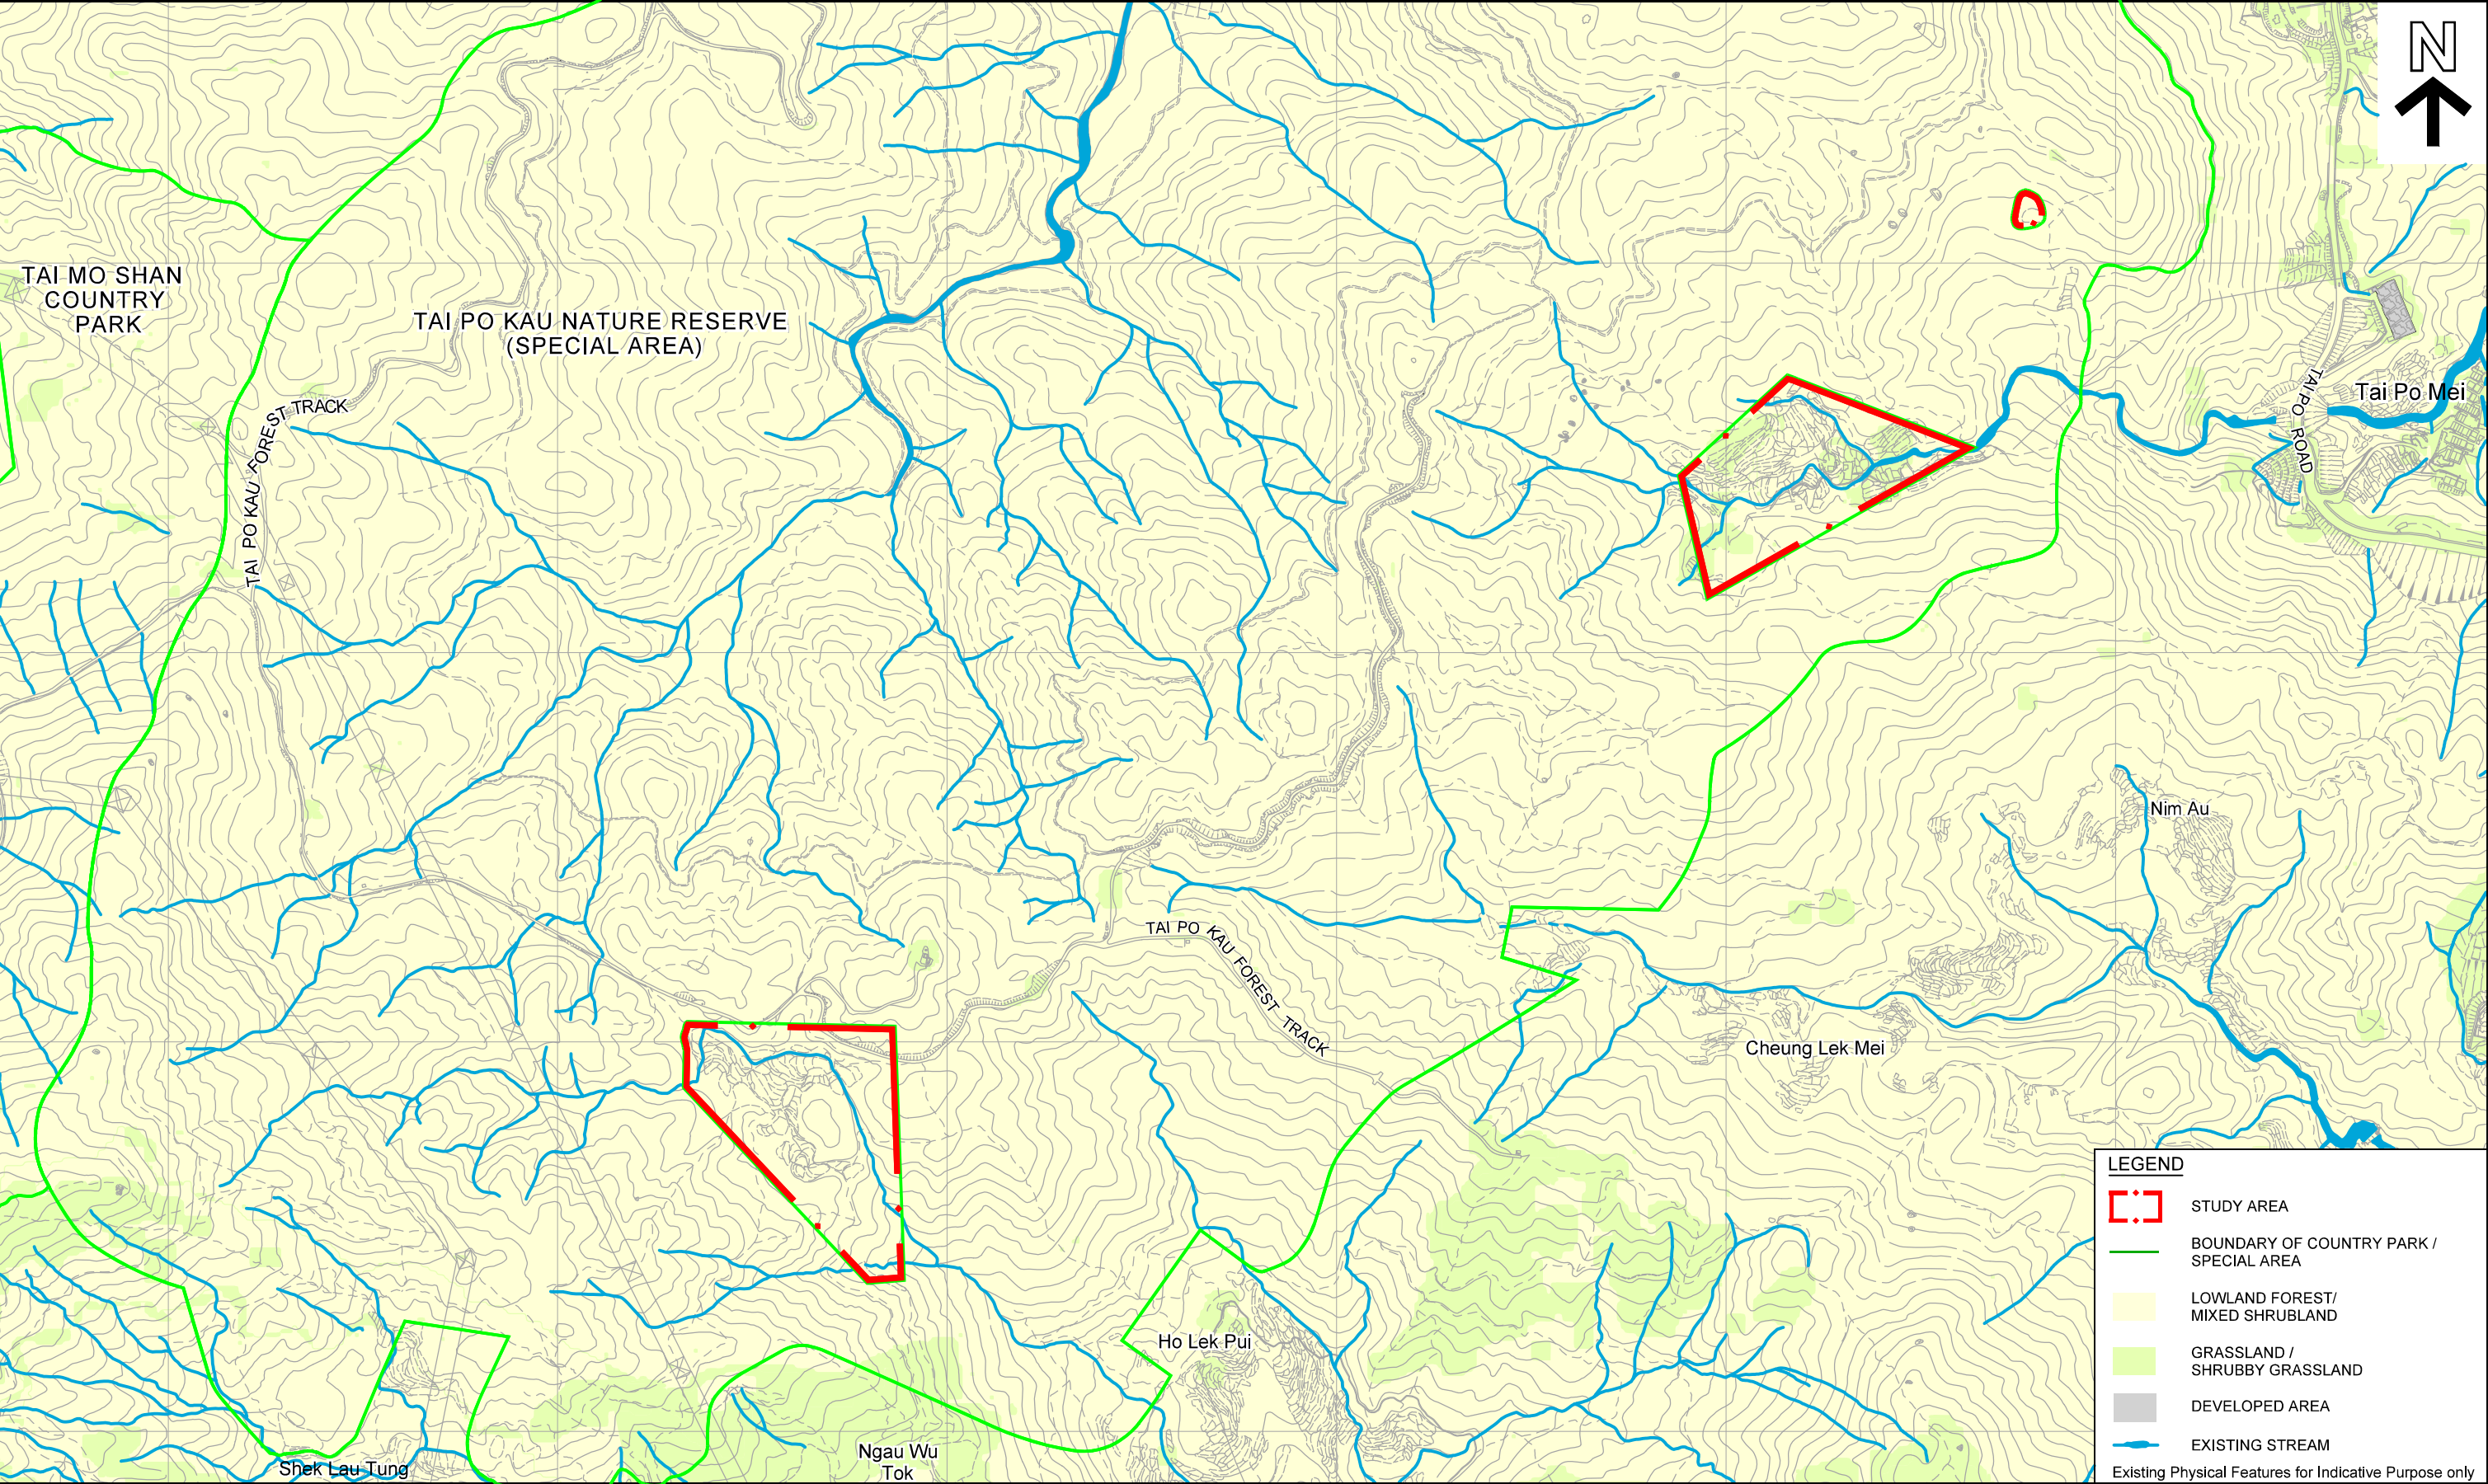 N
TAI MO SHAN
COUNTRY
PARK
TAI PO KAU NATURE RESERVE
(SPECIAL AREA)
TAI PO KAU FOREST TRACK
TAI PO ROAD
Tai Po Mei
Nim Au
TAI PO KAU FOREST TRACK
Cheung Lek Mei
Ho Lek Pui
Ngau Wu
Tok
Shek Lau Tung
LEGEND
STUDY AREA
BOUNDARY OF COUNTRY PARK /
SPECIAL AREA
LOWLAND FOREST/
MIXED SHRUBLAND
GRASSLAND /
SHRUBBY GRASSLAND
DEVELOPED AREA
EXISTING STREAM
Existing Physical Features for Indicative Purpose only